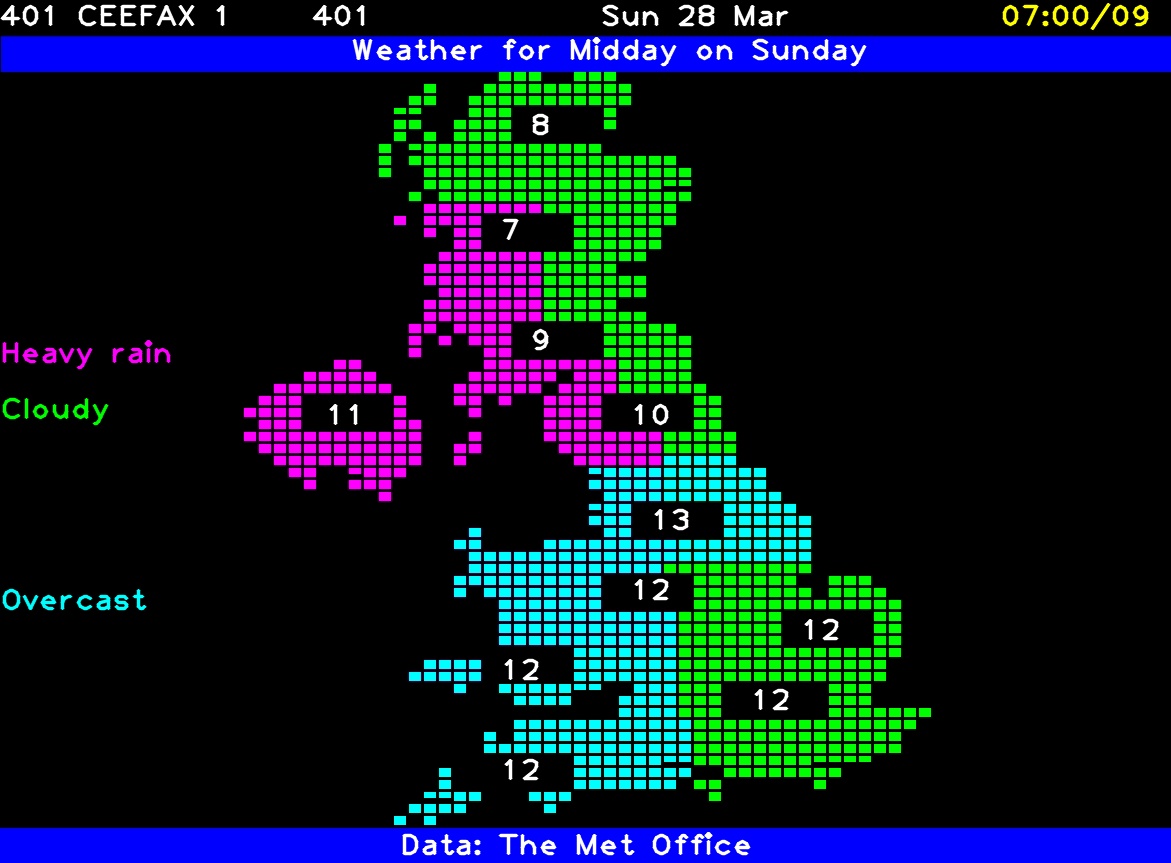 401 CEEFAX 1 401 Sun 28 Mar 07:00/09
Weather for Midday on Sunday
8
7
9
Heavy rain
Cloudy 11 10
13
12
Overcast
12
12
12
12
Data: The Met Office